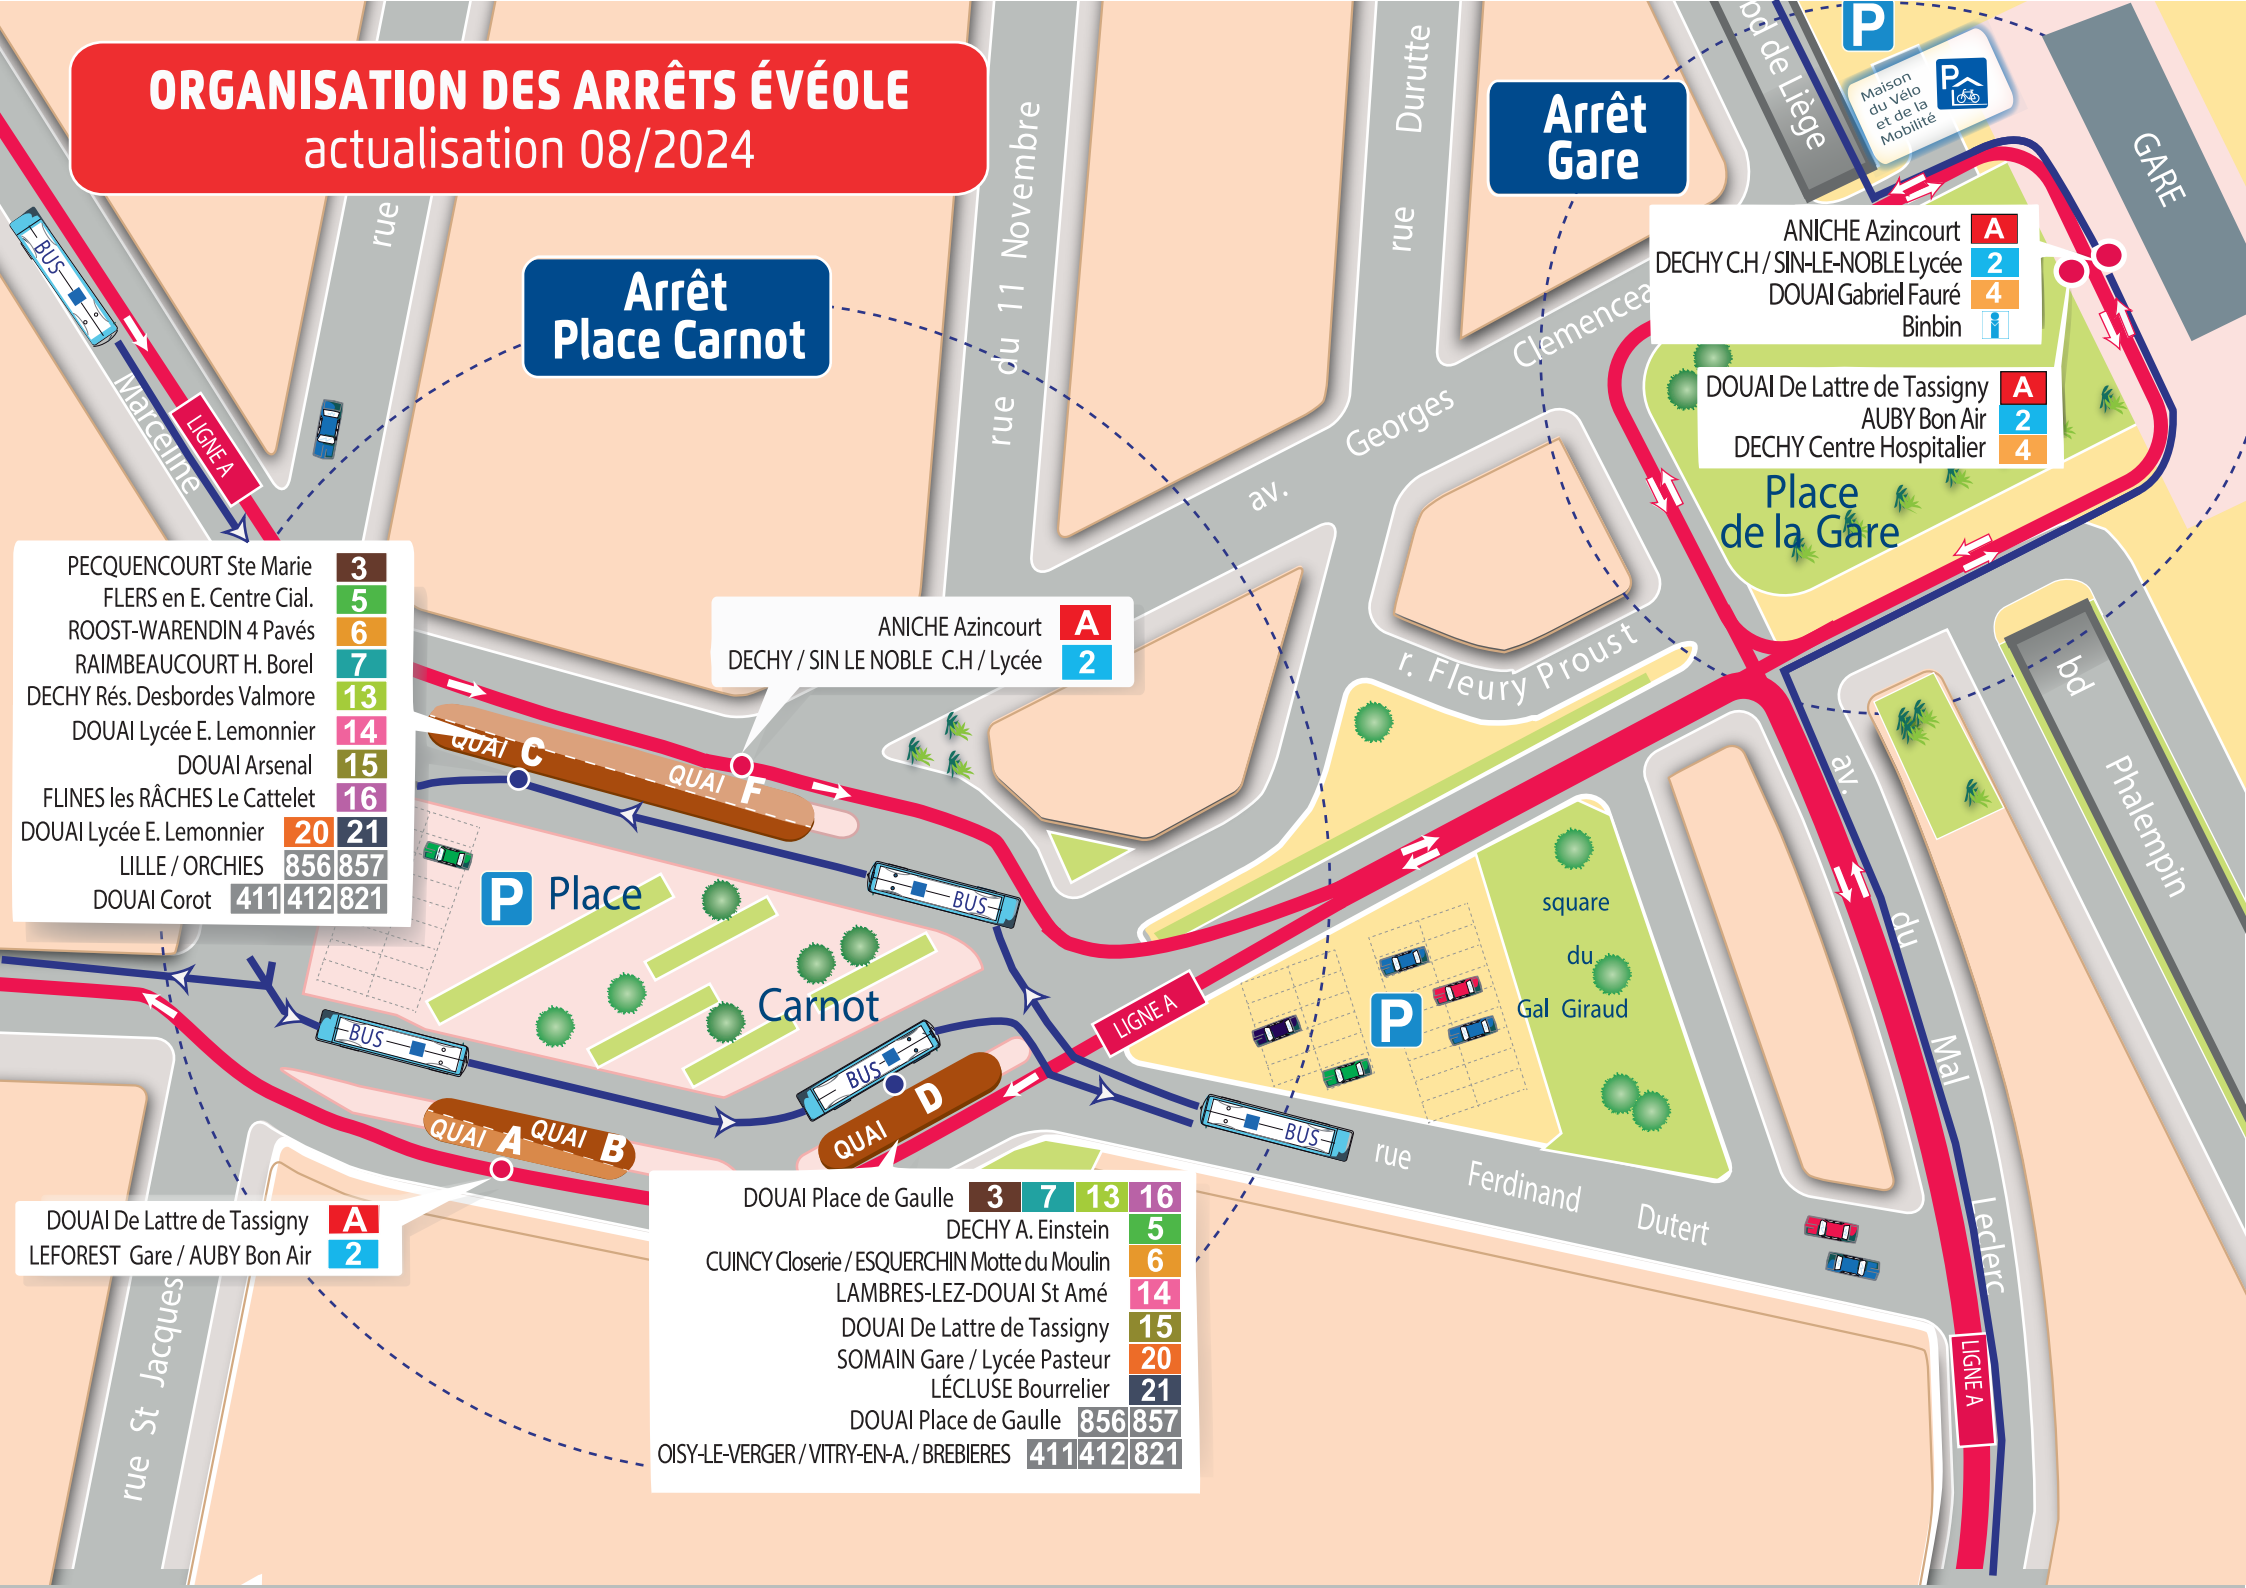 ORGANISATION DES ARRÊTS ÉVÉOLE
actualisation 08/2024
Arrêt
Place Carnot
Arrêt
Gare
P
bd de Liège
Maison
du Vélo
et de la
Mobilité
P
GARE
rue
rue du 11 Novembre
rue Durutte
av. Georges Clemencea
BUS
Marceline
LIGNE A
ANICHE Azincourt A
DECHY C.H / SIN-LE-NOBLE Lycée 2
DOUAI Gabriel Fauré 4
Binbin
DOUAI De Lattre de Tassigny A
AUBY Bon Air 2
DECHY Centre Hospitalier 4
Place
de la Gare
PECQUENCOURT Ste Marie 3
FLERS en E. Centre Cial. 5
ROOST-WARENDIN 4 Pavés 6
RAIMBEAUCOURT H. Borel 7
DECHY Rés. Desbordes Valmore 13
DOUAI Lycée E. Lemonnier 14
DOUAI Arsenal 15
FLINES les RÂCHES Le Cattelet 16
DOUAI Lycée E. Lemonnier 20 21
LILLE / ORCHIES 856 857
DOUAI Corot 411 412 821
ANICHE Azincourt A
DECHY / SIN LE NOBLE C.H / Lycée 2
r. Fleury Proust
QUAI C
QUAI F
P Place
Carnot
BUS
BUS
BUS
BUS
LIGNE A
QUAI A
QUAI B
QUAI D
P
square
du
Gal Giraud
bd Phalempin
av. du Mal Leclerc
LIGNE A
rue Ferdinand Dutert
rue St Jacques
DOUAI De Lattre de Tassigny A
LEFOREST Gare / AUBY Bon Air 2
DOUAI Place de Gaulle 3 7 13 16
DECHY A. Einstein 5
CUINCY Closerie / ESQUERCHIN Motte du Moulin 6
LAMBRES-LEZ-DOUAI St Amé 14
DOUAI De Lattre de Tassigny 15
SOMAIN Gare / Lycée Pasteur 20
LÉCLUSE Bourrelier 21
DOUAI Place de Gaulle 856 857
OISY-LE-VERGER / VITRY-EN-A. / BREBIERES 411 412 821